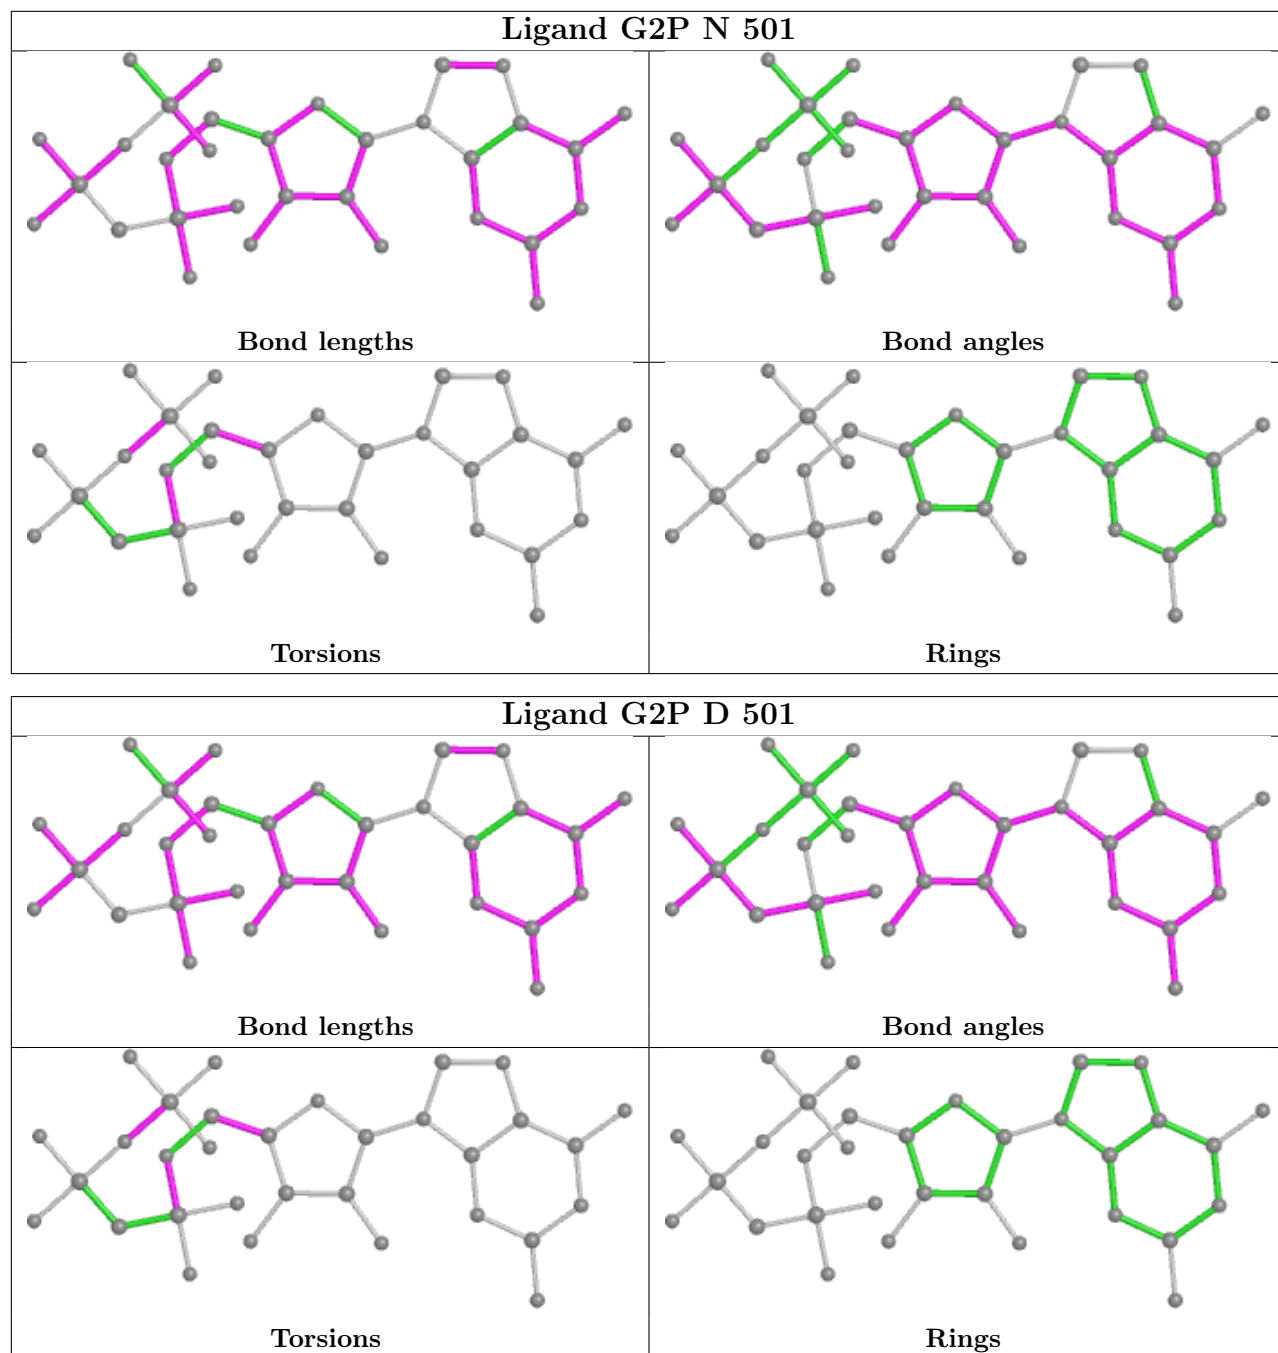 Ligand G2P N 501
Bond lengths
Bond angles
Torsions
Rings
Ligand G2P D 501
Bond lengths
Bond angles
Torsions
Rings